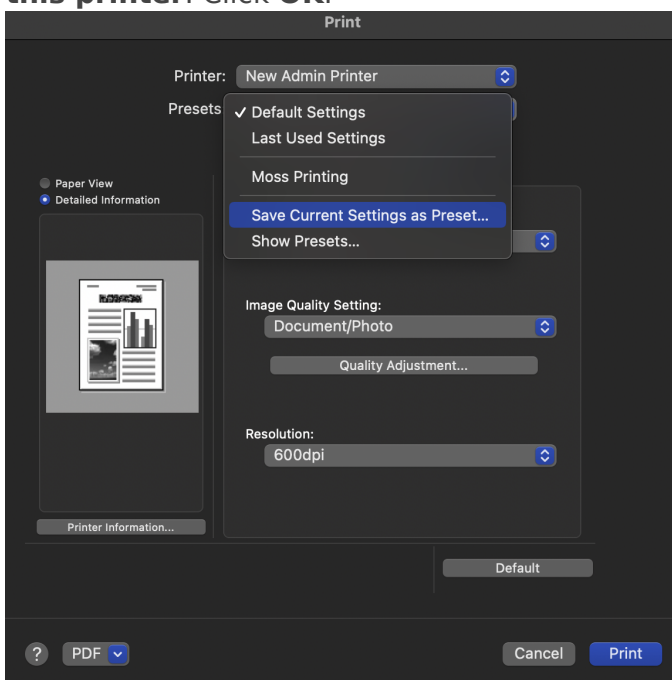 this printer. Click OK.
Print
Printer: New Admin Printer
Presets ✓ Default Settings
Last Used Settings
Moss Printing
Save Current Settings as Preset...
Show Presets...
Paper View
Detailed Information
Image Quality Setting:
Document/Photo
Quality Adjustment...
Resolution:
600dpi
Printer Information...
Default
? PDF
Cancel Print